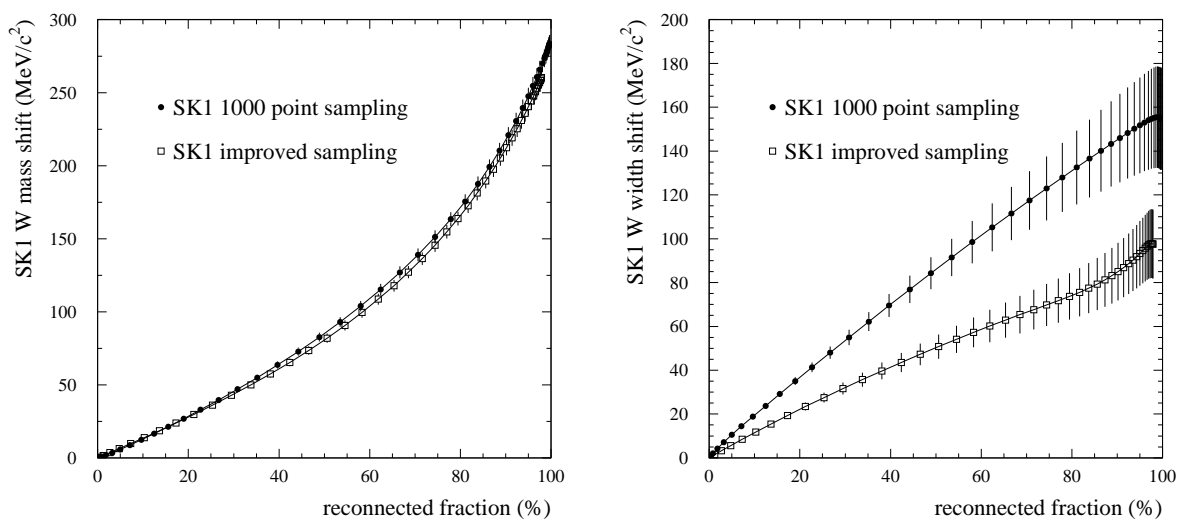 SK1 W mass shift (MeV/c²)
300
250
200
150
100
50
0
SK1 1000 point sampling
SK1 improved sampling
0 20 40 60 80 100
reconnected fraction (%)
SK1 W width shift (MeV/c²)
200
180
160
140
120
100
80
60
40
20
0
SK1 1000 point sampling
SK1 improved sampling
0 20 40 60 80 100
reconnected fraction (%)